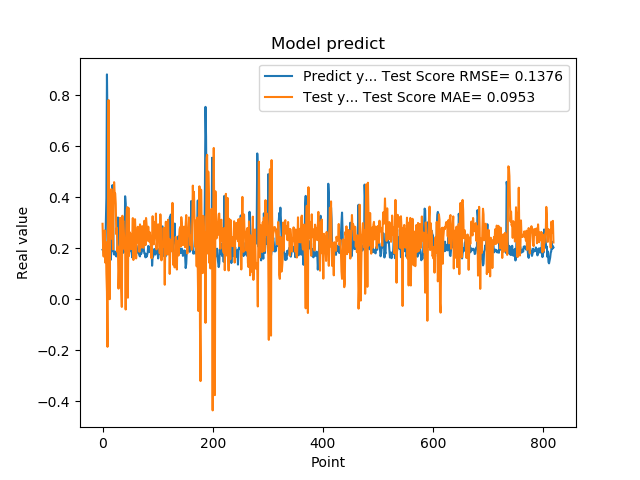 Model predict
Predict y... Test Score RMSE= 0.1376
Test y... Test Score MAE= 0.0953
0.8
0.6
0.4
0.2
0.0
−0.2
−0.4
Real value
0 200 400 600 800
Point